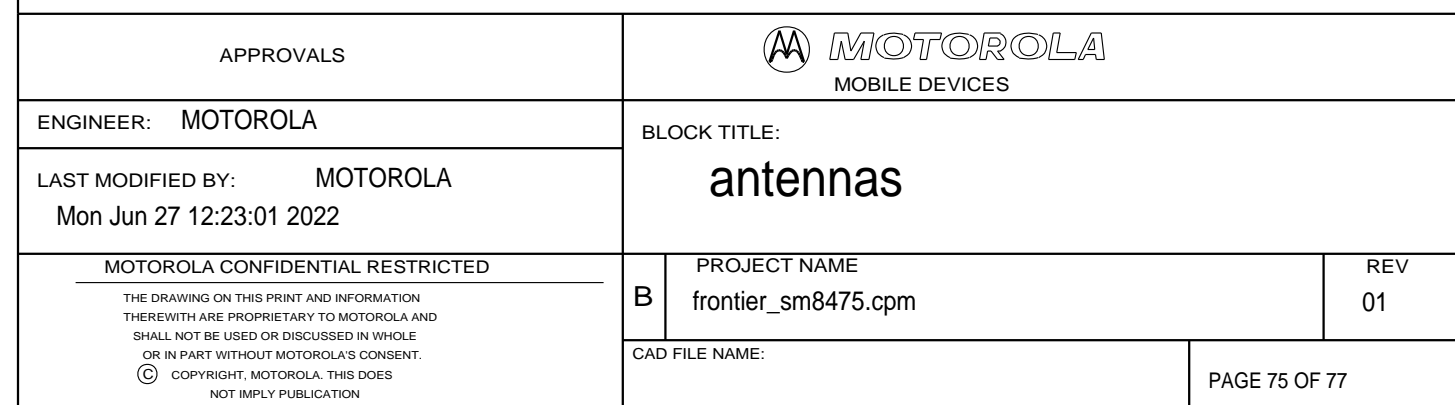 APPROVALS
MOTOROLA
MOBILE DEVICES
ENGINEER: MOTOROLA
BLOCK TITLE:
antennas
LAST MODIFIED BY: MOTOROLA
Mon Jun 27 12:23:01 2022
MOTOROLA CONFIDENTIAL RESTRICTED
THE DRAWING ON THIS PRINT AND INFORMATION
THEREWITH ARE PROPRIETARY TO MOTOROLA AND
SHALL NOT BE USED OR DISCUSSED IN WHOLE
OR IN PART WITHOUT MOTOROLA'S CONSENT.
© COPYRIGHT, MOTOROLA. THIS DOES
NOT IMPLY PUBLICATION
B
PROJECT NAME
frontier_sm8475.cpm
REV
01
CAD FILE NAME:
PAGE 75 OF 77